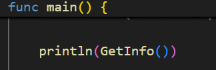 func main() {
println(GetInfo())